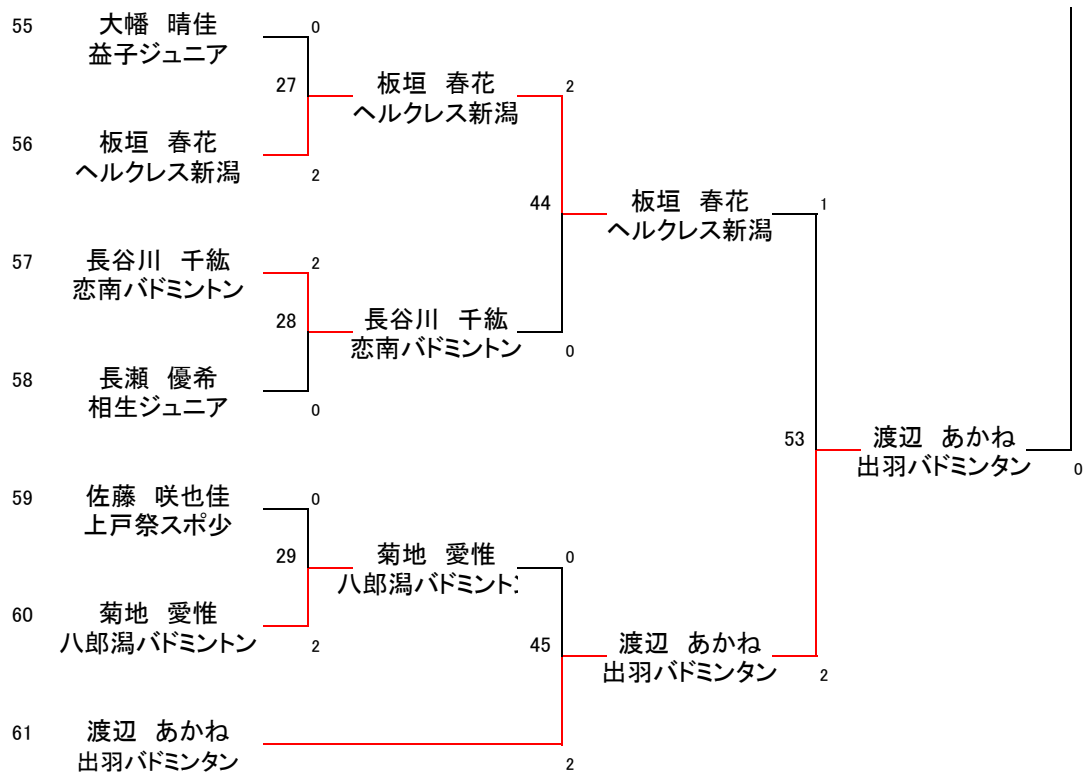 55
大幡 晴佳
益子ジュニア
0
27
56
板垣 春花
ヘルクレス新潟
2
板垣 春花
ヘルクレス新潟
2
57
長谷川 千紘
恋南バドミントン
2
28
58
長瀬 優希
相生ジュニア
0
長谷川 千紘
恋南バドミントン
0
44
板垣 春花
ヘルクレス新潟
1
59
佐藤 咲也佳
上戸祭スポ少
0
29
60
菊地 愛惟
八郎潟バドミントン
2
菊地 愛惟
八郎潟バドミント
0
45
61
渡辺 あかね
出羽バドミンタン
2
渡辺 あかね
出羽バドミンタン
2
53
渡辺 あかね
出羽バドミンタン
0